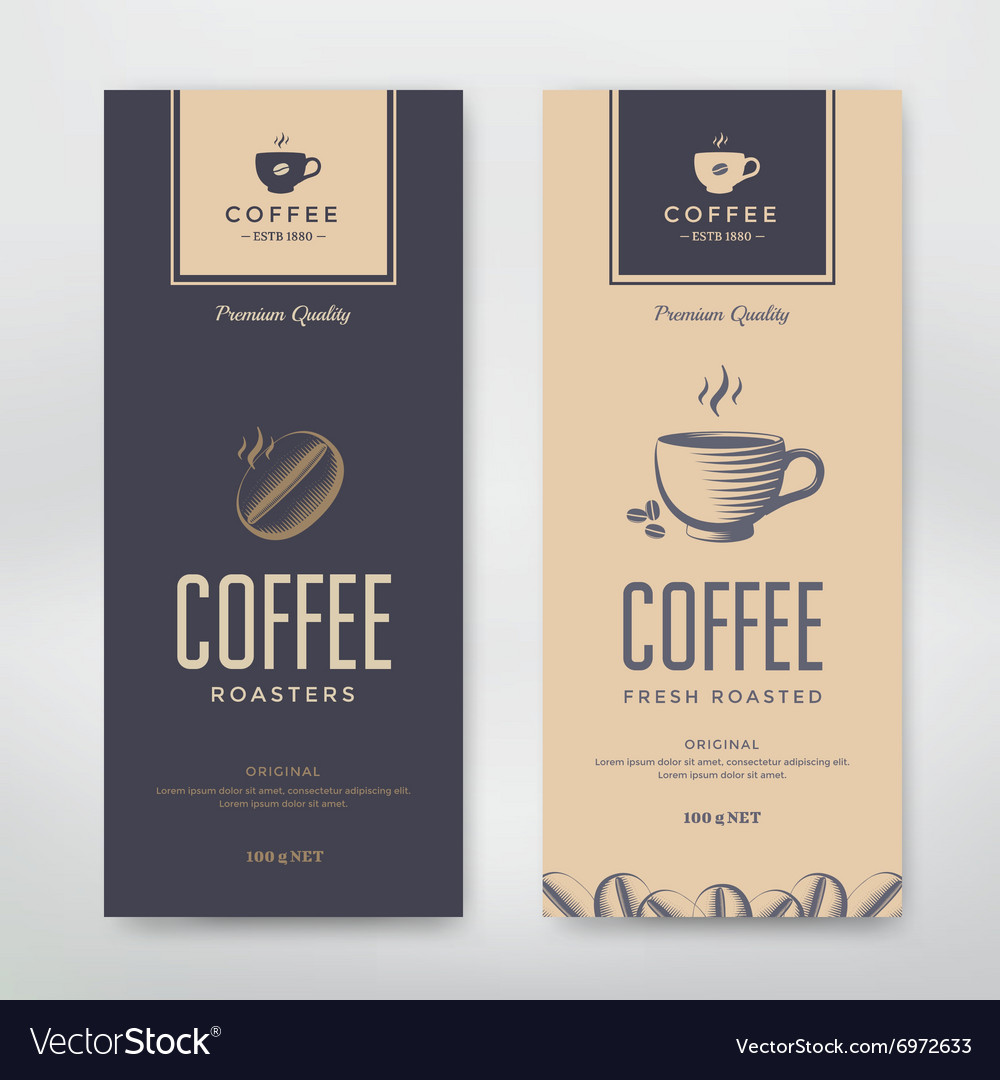 COFFEE
— ESTB 1880 —
Premium Quality
COFFEE
ROASTERS
ORIGINAL
Lorem ipsum dolor sit amet, consectetur adipiscing elit.
Lorem ipsum dolor sit amet.
100 g NET
COFFEE
— ESTB 1880 —
Premium Quality
COFFEE
FRESH ROASTED
ORIGINAL
Lorem ipsum dolor sit amet, consectetur adipiscing elit.
Lorem ipsum dolor sit amet.
100 g NET
VectorStock®
VectorStock.com/6972633